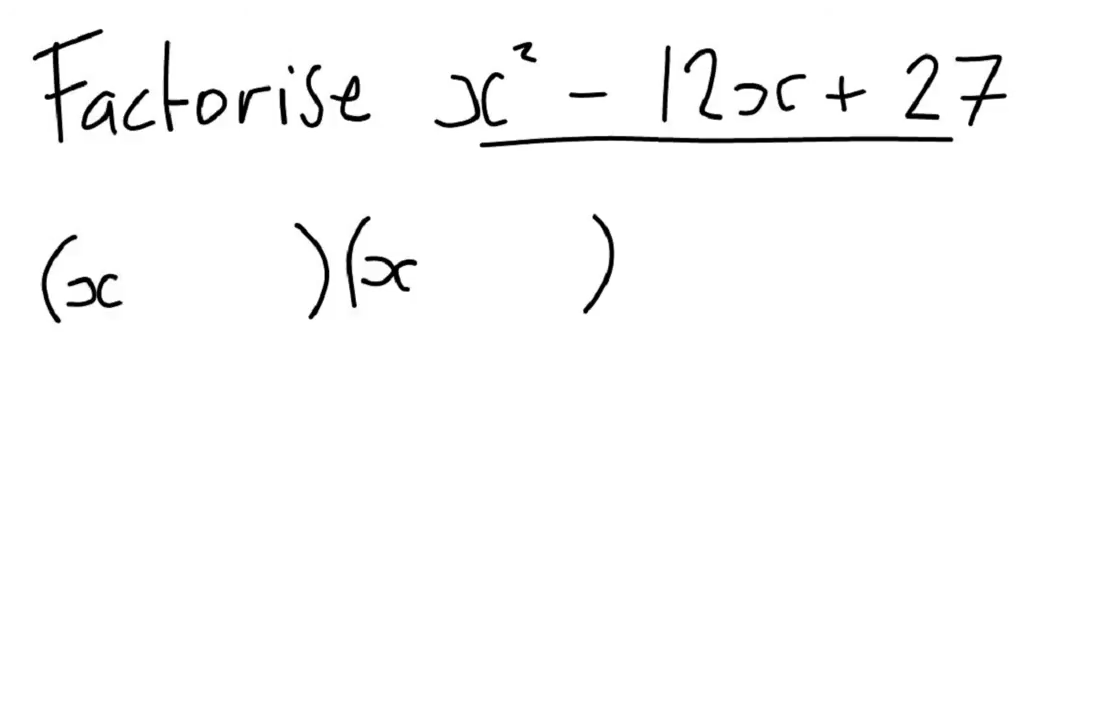 Factorise x² - 12x + 27
(x )(x )